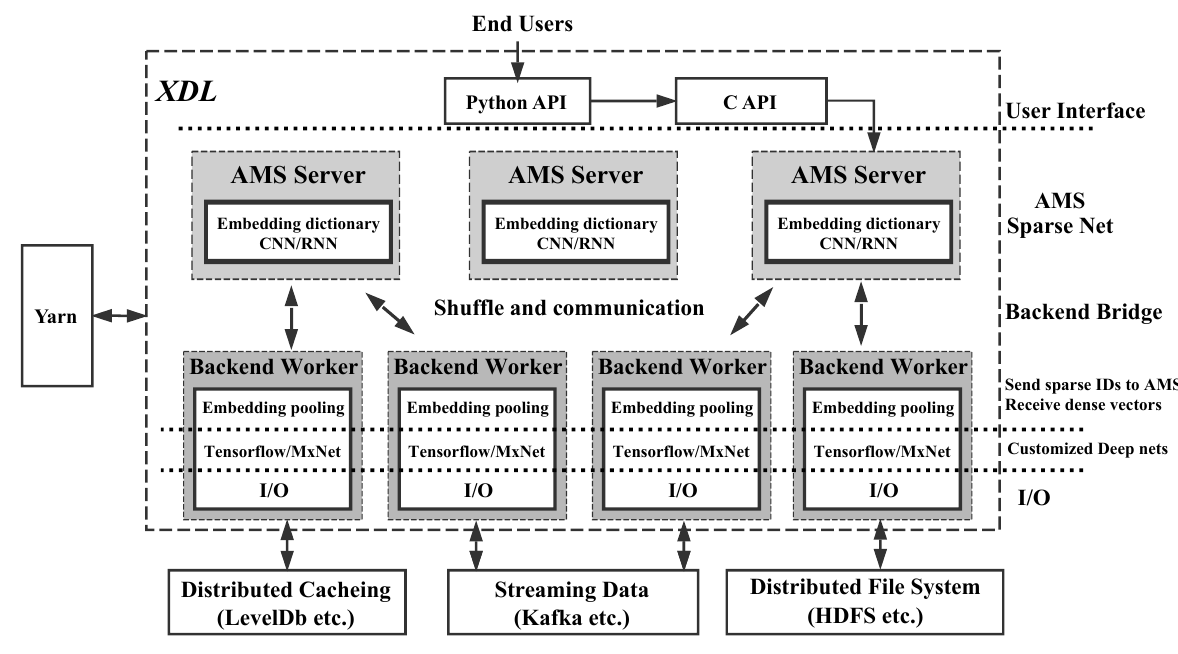 End Users
XDL
Python API
C API
User Interface
AMS Server
AMS Server
AMS Server
Embedding dictionary
CNN/RNN
Embedding dictionary
CNN/RNN
Embedding dictionary
CNN/RNN
AMS
Sparse Net
Yarn
Shuffle and communication
Backend Bridge
Backend Worker
Backend Worker
Backend Worker
Backend Worker
Send sparse IDs to AMS
Receive dense vectors
Embedding pooling
Embedding pooling
Embedding pooling
Embedding pooling
Tensorflow/MxNet
Tensorflow/MxNet
Tensorflow/MxNet
Tensorflow/MxNet
Customized Deep nets
I/O
I/O
I/O
I/O
I/O
Distributed Cacheing
(LevelDb etc.)
Streaming Data
(Kafka etc.)
Distributed File System
(HDFS etc.)